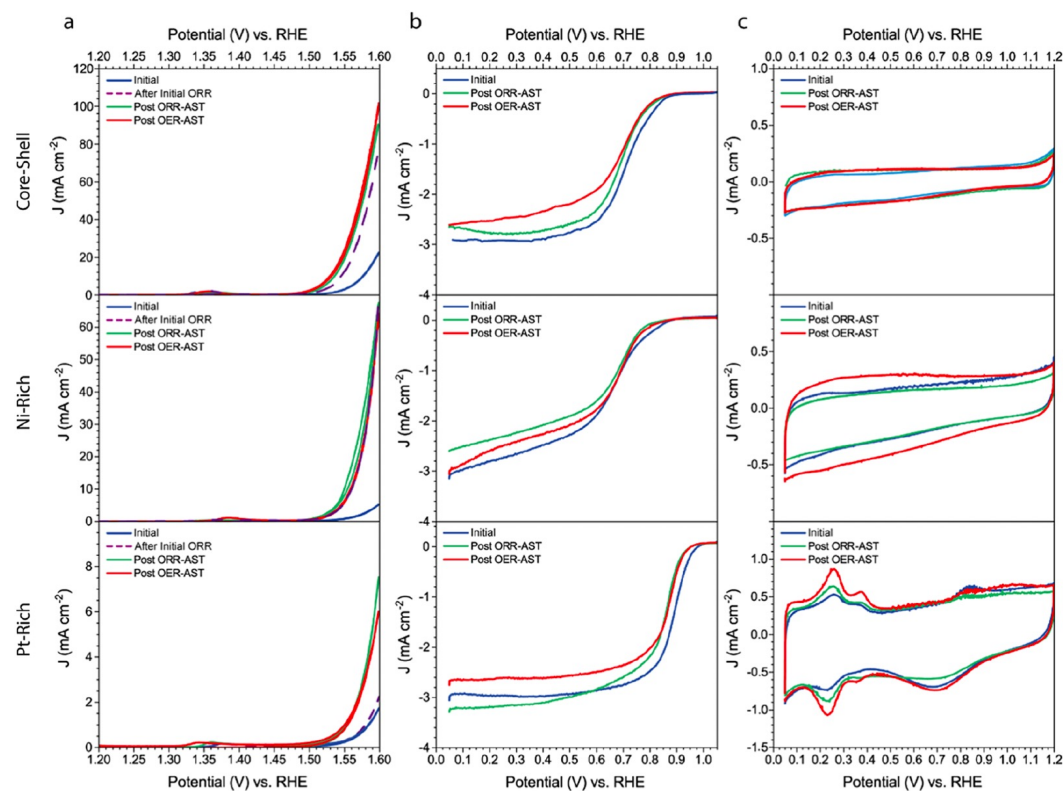 a
b
c
Potential (V) vs. RHE
Potential (V) vs. RHE
Potential (V) vs. RHE
1.20 1.25 1.30 1.35 1.40 1.45 1.50 1.55 1.60
0.0 0.1 0.2 0.3 0.4 0.5 0.6 0.7 0.8 0.9 1.0
0.0 0.1 0.2 0.3 0.4 0.5 0.6 0.7 0.8 0.9 1.0 1.1 1.2
Core-Shell
J (mA cm⁻²)
120
100
80
60
40
20
0
Initial
After Initial ORR
Post ORR-AST
Post OER-AST
J (mA cm⁻²)
0
-1
-2
-3
-4
Initial
Post ORR-AST
Post OER-AST
J (mA cm⁻²)
1.0
0.5
0.0
-0.5
Initial
Post ORR-AST
Post OER-AST
Ni-Rich
J (mA cm⁻²)
60
50
40
30
20
10
0
Initial
After Initial ORR
Post ORR-AST
Post OER-AST
J (mA cm⁻²)
0
-1
-2
-3
-4
Initial
Post ORR-AST
Post OER-AST
J (mA cm⁻²)
0.5
0.0
-0.5
Initial
Post ORR-AST
Post OER-AST
Pt-Rich
J (mA cm⁻²)
8
6
4
2
0
Initial
After Initial ORR
Post ORR-AST
Post OER-AST
J (mA cm⁻²)
0
-1
-2
-3
-4
Initial
Post ORR-AST
Post OER-AST
J (mA cm⁻²)
1.0
0.5
0.0
-0.5
-1.0
-1.5
Initial
Post ORR-AST
Post OER-AST
1.20 1.25 1.30 1.35 1.40 1.45 1.50 1.55 1.60
0.0 0.1 0.2 0.3 0.4 0.5 0.6 0.7 0.8 0.9 1.0
0.0 0.1 0.2 0.3 0.4 0.5 0.6 0.7 0.8 0.9 1.0 1.1 1.2
Potential (V) vs. RHE
Potential (V) vs. RHE
Potential (V) vs. RHE